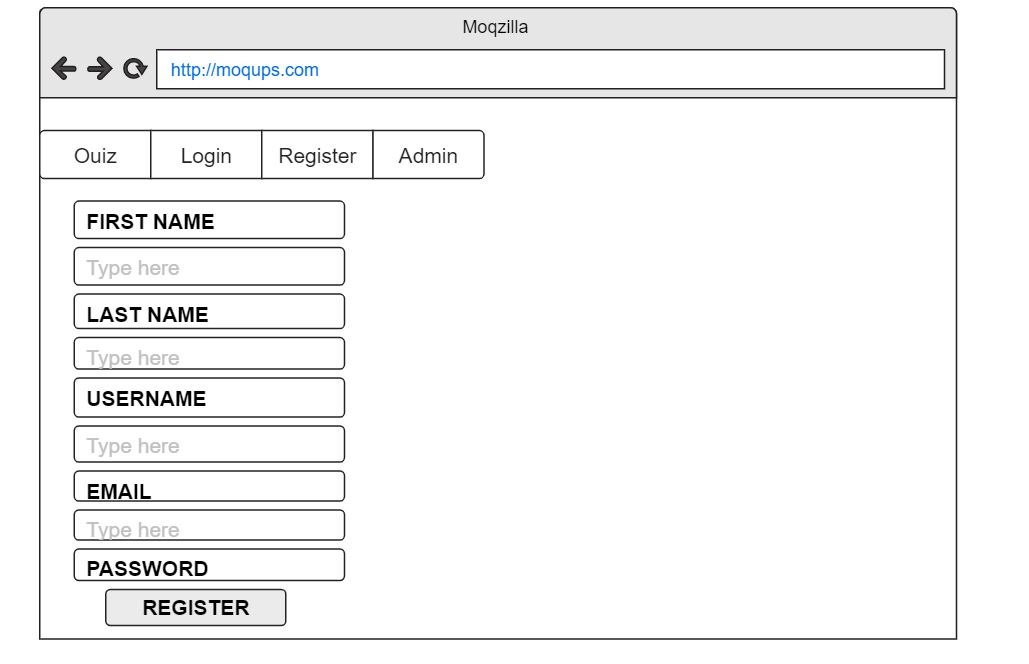 Moqzilla
http://moqups.com
Ouiz Login Register Admin
FIRST NAME
Type here
LAST NAME
Type here
USERNAME
Type here
EMAIL
Type here
PASSWORD
REGISTER